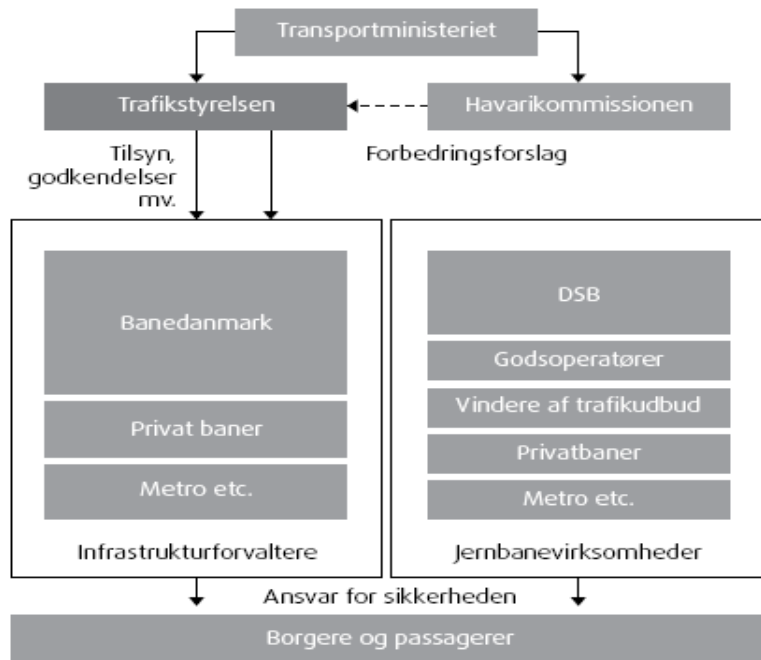 Transportministeriet
Trafikstyrelsen
Havarikommissionen
Tilsyn,
godkendelser
mv.
Forbedringsforslag
Banedanmark
Privat baner
Metro etc.
Infrastrukturforvaltere
DSB
Godsoperatører
Vindere af trafikudbud
Privatbaner
Metro etc.
Jernbanevirksomheder
Ansvar for sikkerheden
Borgere og passagerer